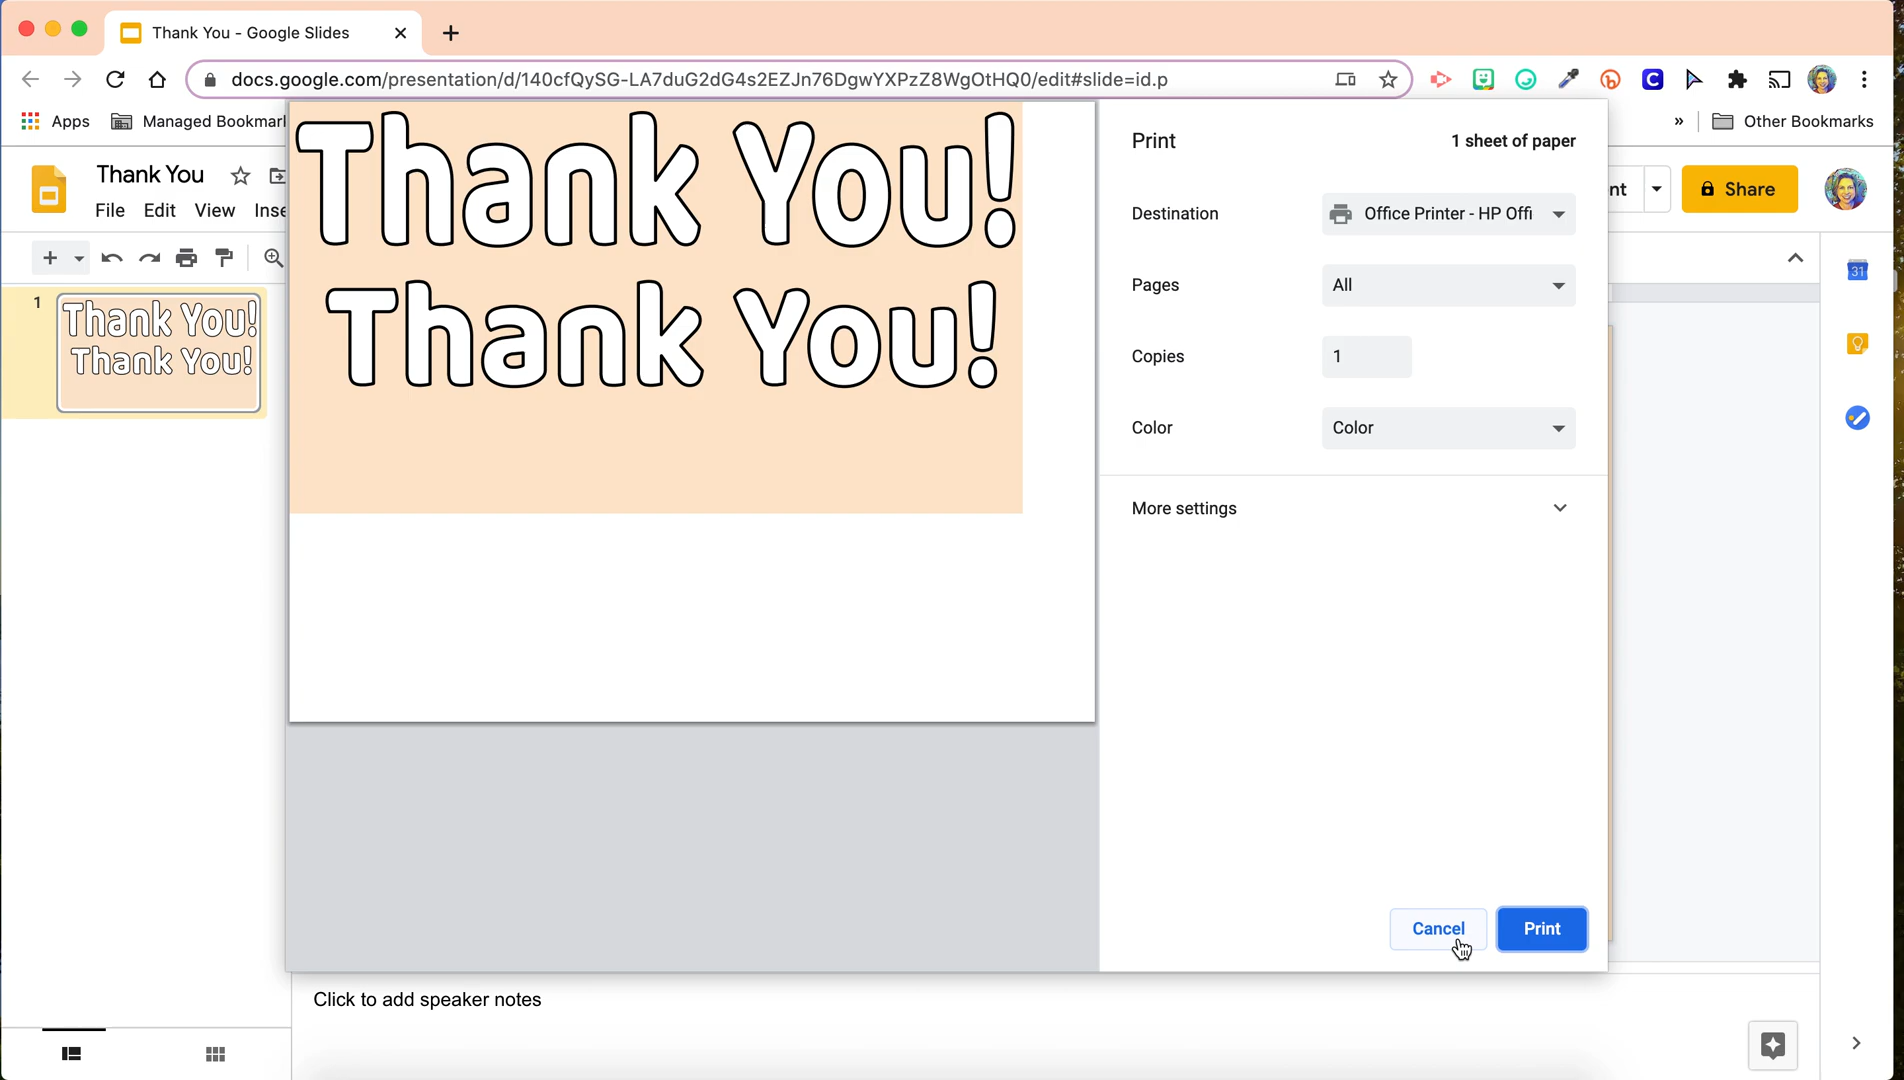 Thank You - Google Slides
docs.google.com/presentation/d/140cfQySG-LA7duG2dG4s2EZJn76DgwYXPzZ8WgOtHQ0/edit#slide=id.p
Apps
Managed Bookmark
»
Other Bookmarks
Thank You
File Edit View Inse
nt
Share
1
Thank You!
Thank You!
Thank You!
Thank You!
Print
1 sheet of paper
Destination
Office Printer - HP Offi
Pages
All
Copies
1
Color
Color
More settings
Cancel
Print
31
C
Click to add speaker notes